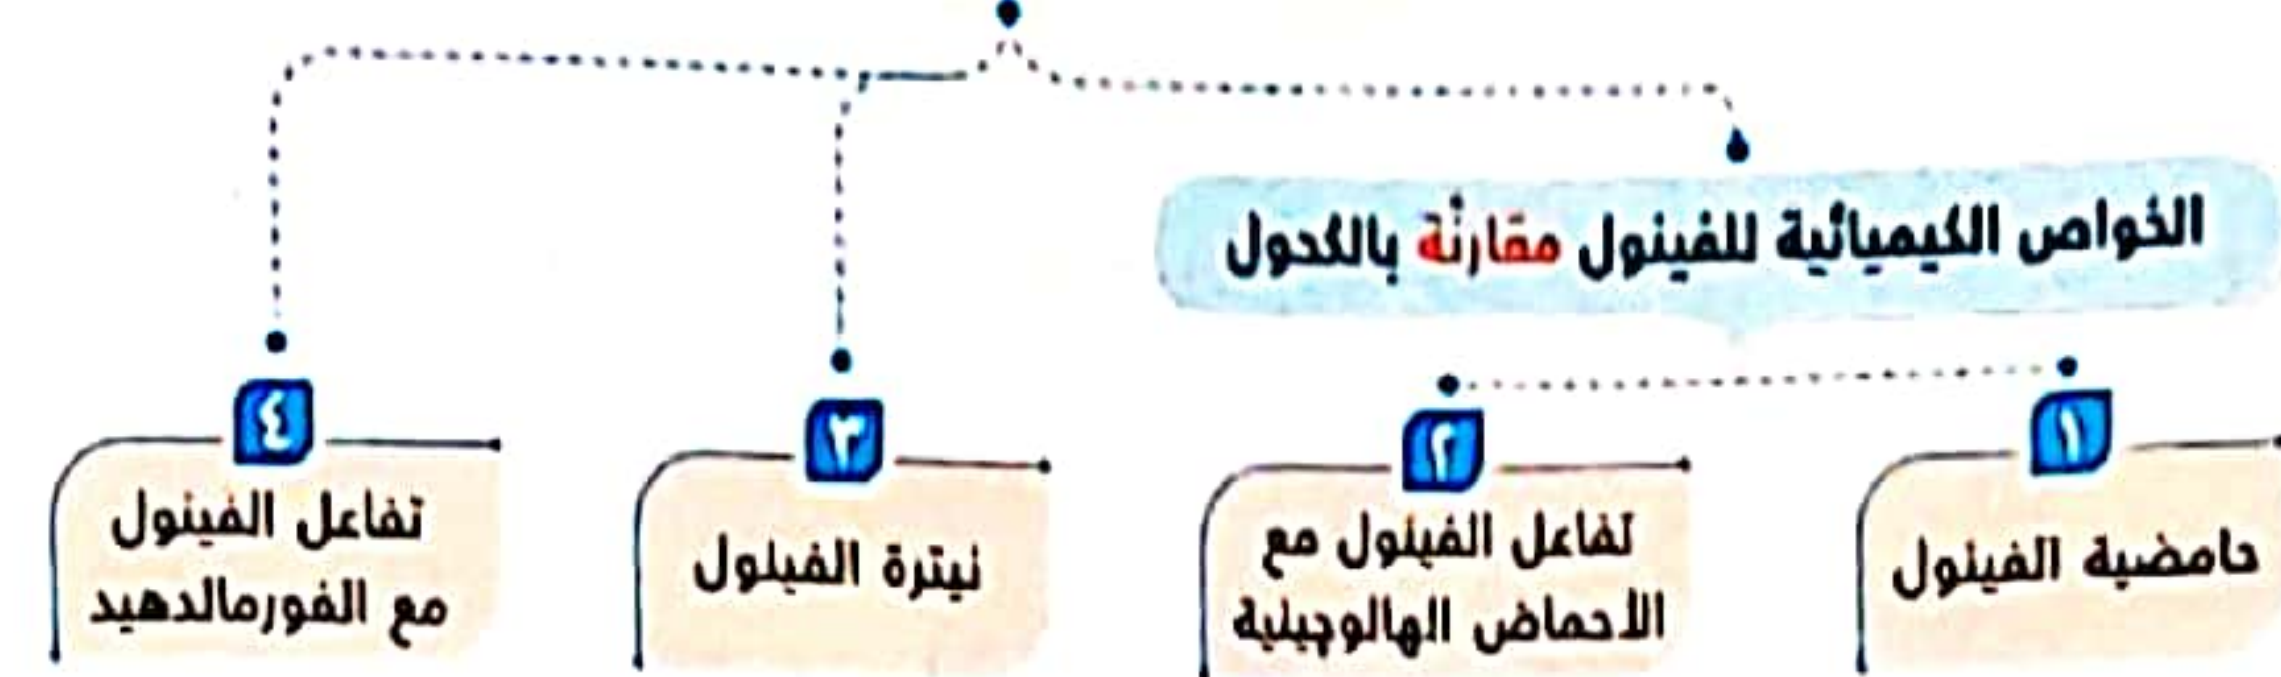 الخواص الكيميائية للفينول مقارنة بالكحول
١
حامضية الفينول
٢
تفاعل الفينول مع
الأحماض الهالوجينية
٣
نيترة الفينول
٤
تفاعل الفينول
مع الفورمالدهيد